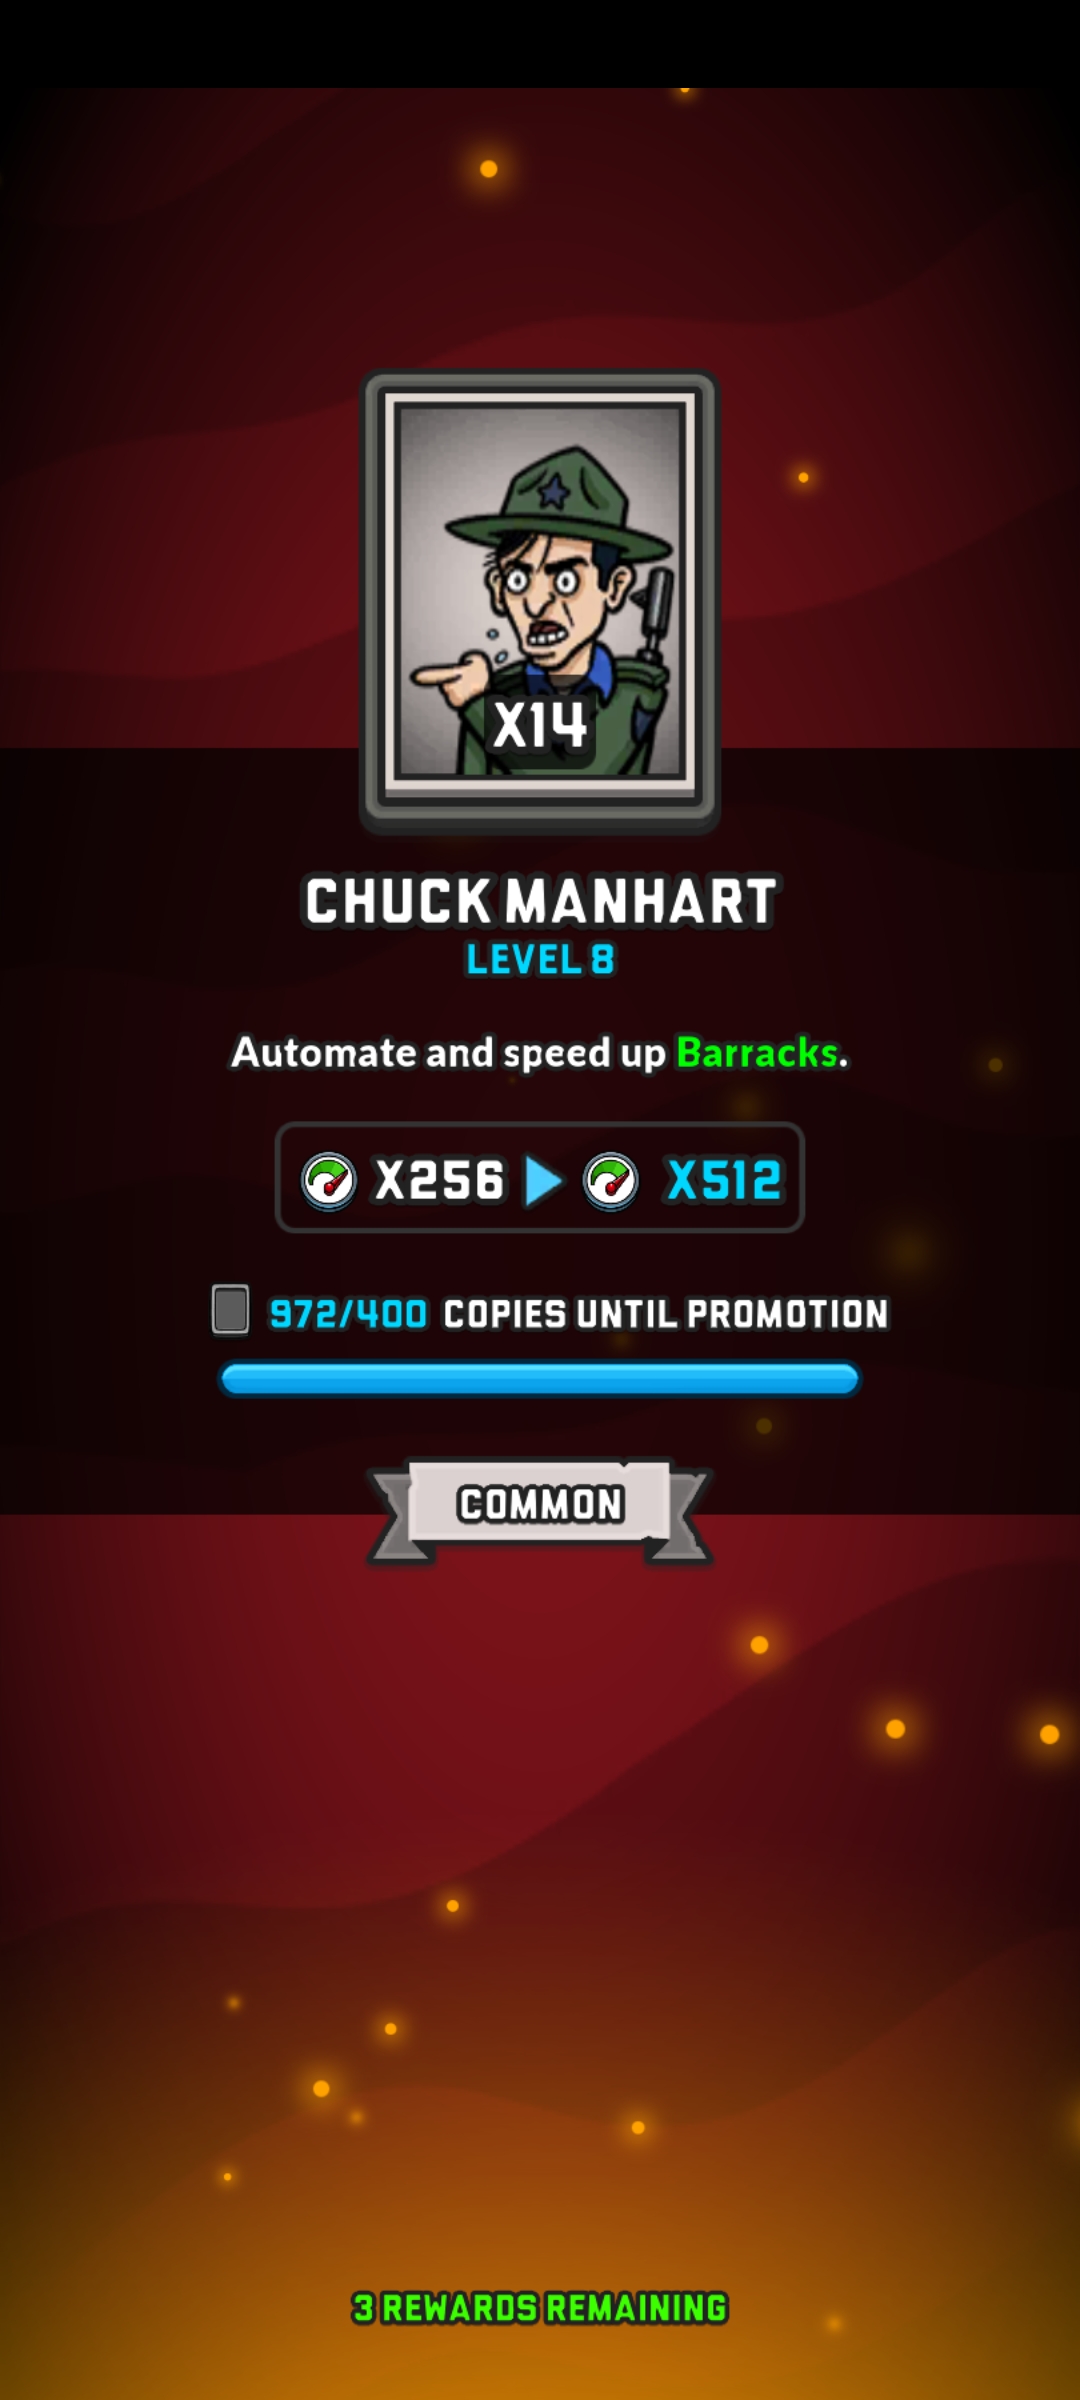 X14
CHUCK MANHART
LEVEL 8
Automate and speed up Barracks.
X256 X512
972/400 COPIES UNTIL PROMOTION
COMMON
3 REWARDS REMAINING